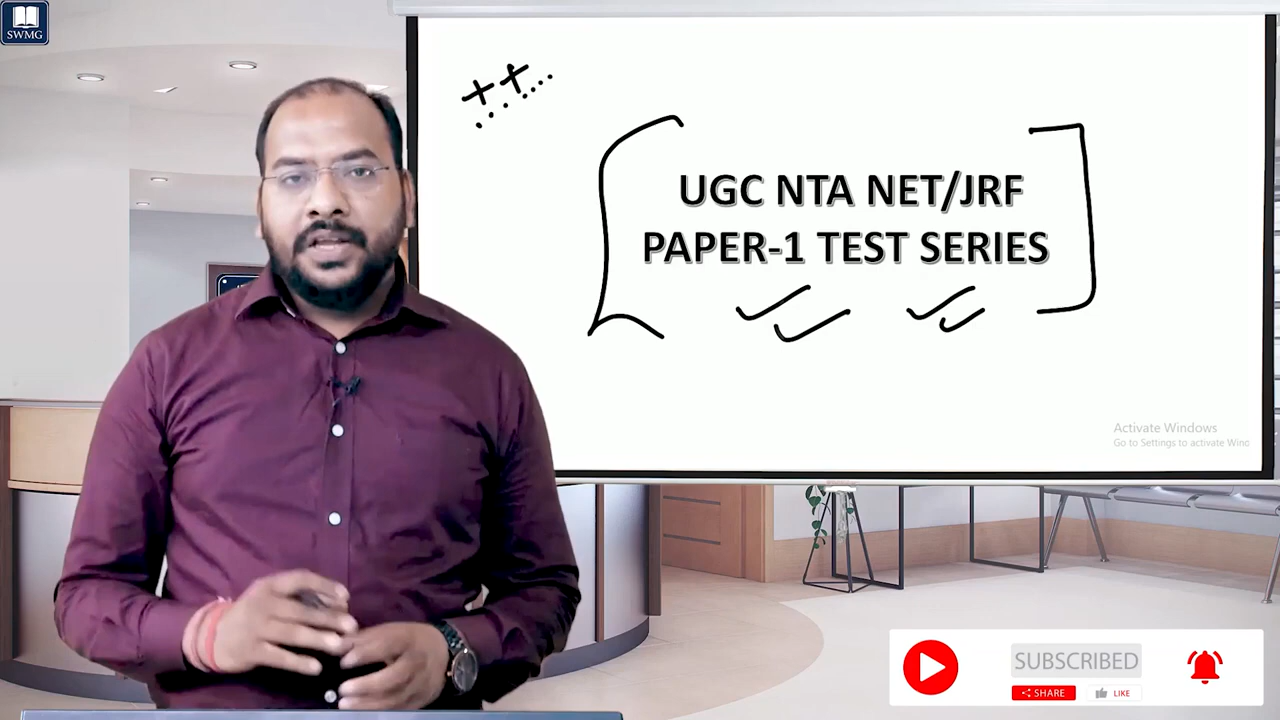 SWMG
UGC NTA NET/JRF
PAPER-1 TEST SERIES
Activate Windows
Go to Settings to activate Wind
SUBSCRIBED
SHARE
LIKE